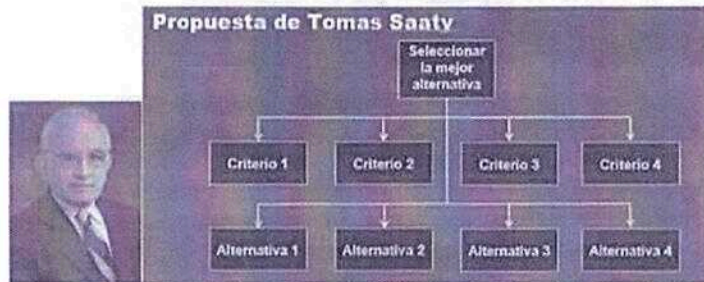 Propuesta de Tomas Saaty
Seleccionar
la mejor
alternativa
Criterio 1
Criterio 2
Criterio 3
Criterio 4
Alternativa 1
Alternativa 2
Alternativa 3
Alternativa 4